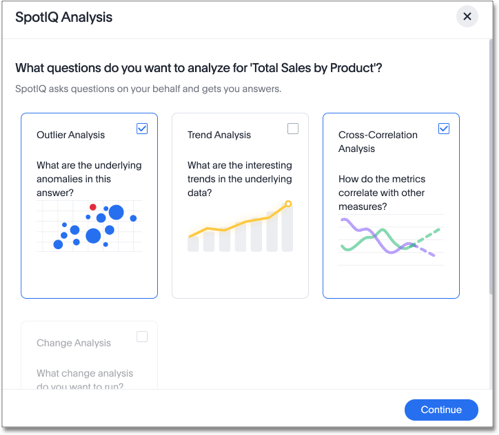 SpotIQ Analysis
What questions do you want to analyze for 'Total Sales by Product'?
SpotIQ asks questions on your behalf and gets you answers.
Outlier Analysis
What are the underlying
anomalies in this
answer?
Trend Analysis
What are the interesting
trends in the underlying
data?
Cross-Correlation
Analysis
How do the metrics
correlate with other
measures?
Change Analysis
What change analysis
do you want to run?
Continue